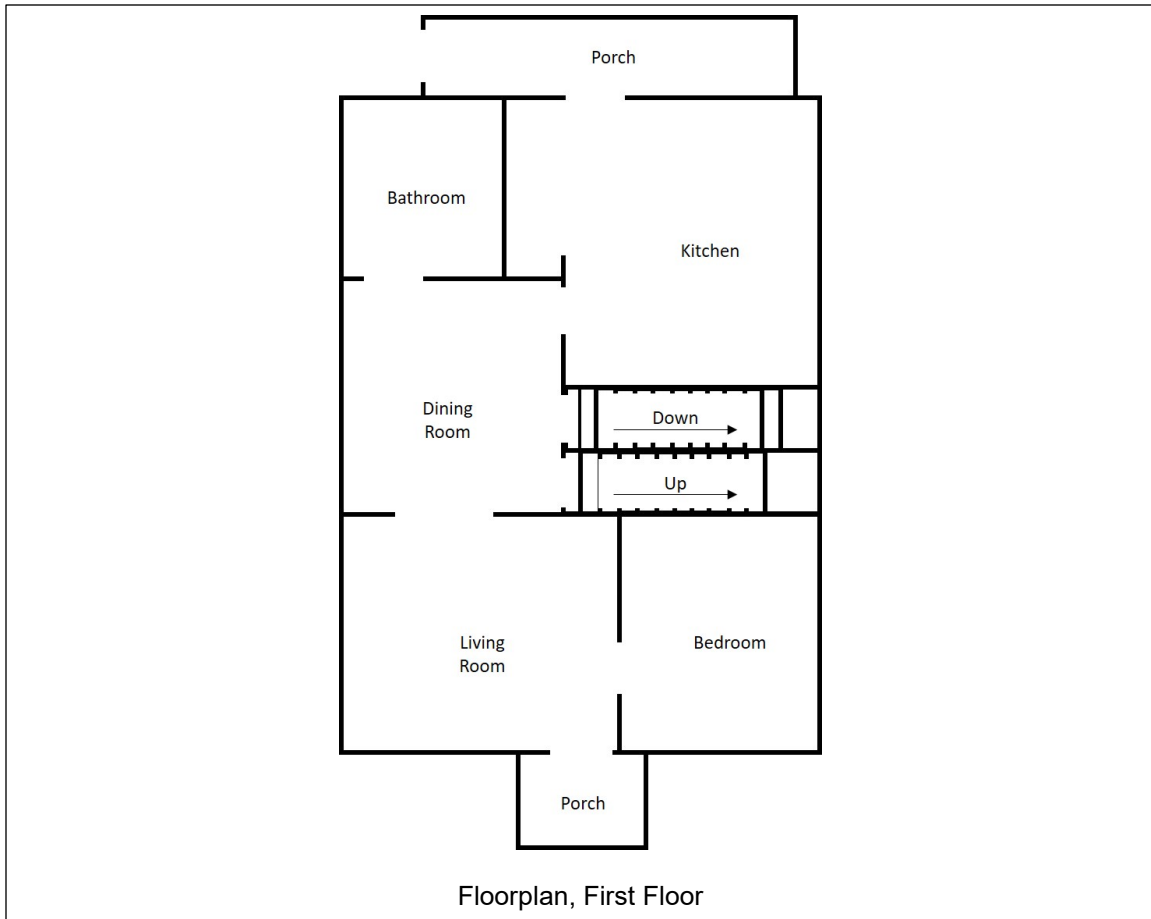 Porch
Bathroom
Kitchen
Dining
Room
Down
Up
Living
Room
Bedroom
Porch
Floorplan, First Floor